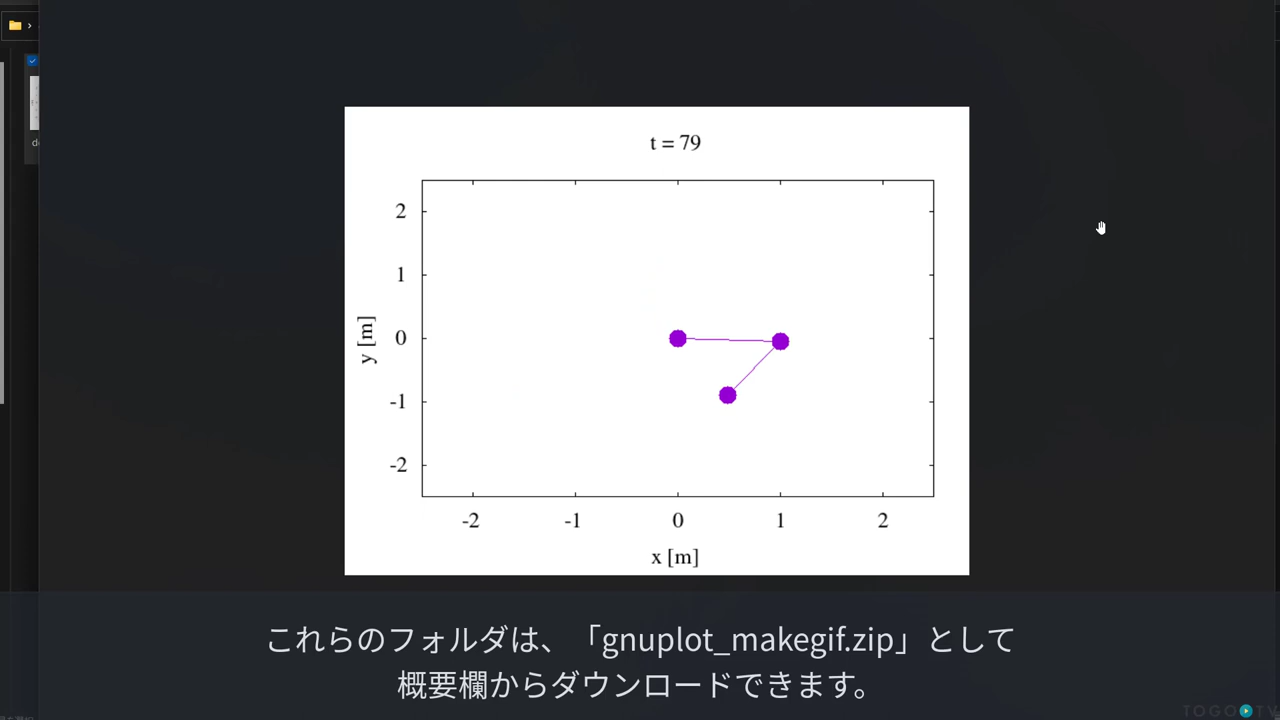 t = 79
2
1
0
-1
-2
y [m]
-2 -1 0 1 2
x [m]
これらのフォルダは、「gnuplot_makegif.zip」として
概要欄からダウンロードできます。
TOGO TV